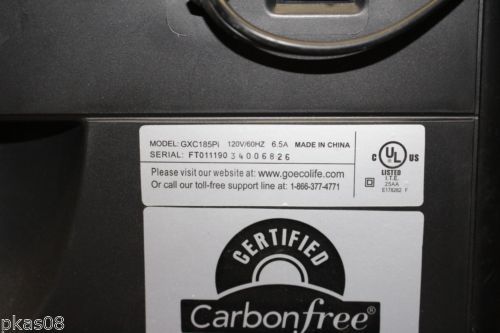 MODEL: GXC185Pi 120V/60HZ 6.5A MADE IN CHINA
SERIAL: FT011190 34006826
Please visit our website at: www.goecolife.com
Or call our toll-free support line at: 1-866-377-4771
C UL US
LISTED
I.T.E.
25AA
E178282 F
CERTIFIED
Carbonfree®
pkas08